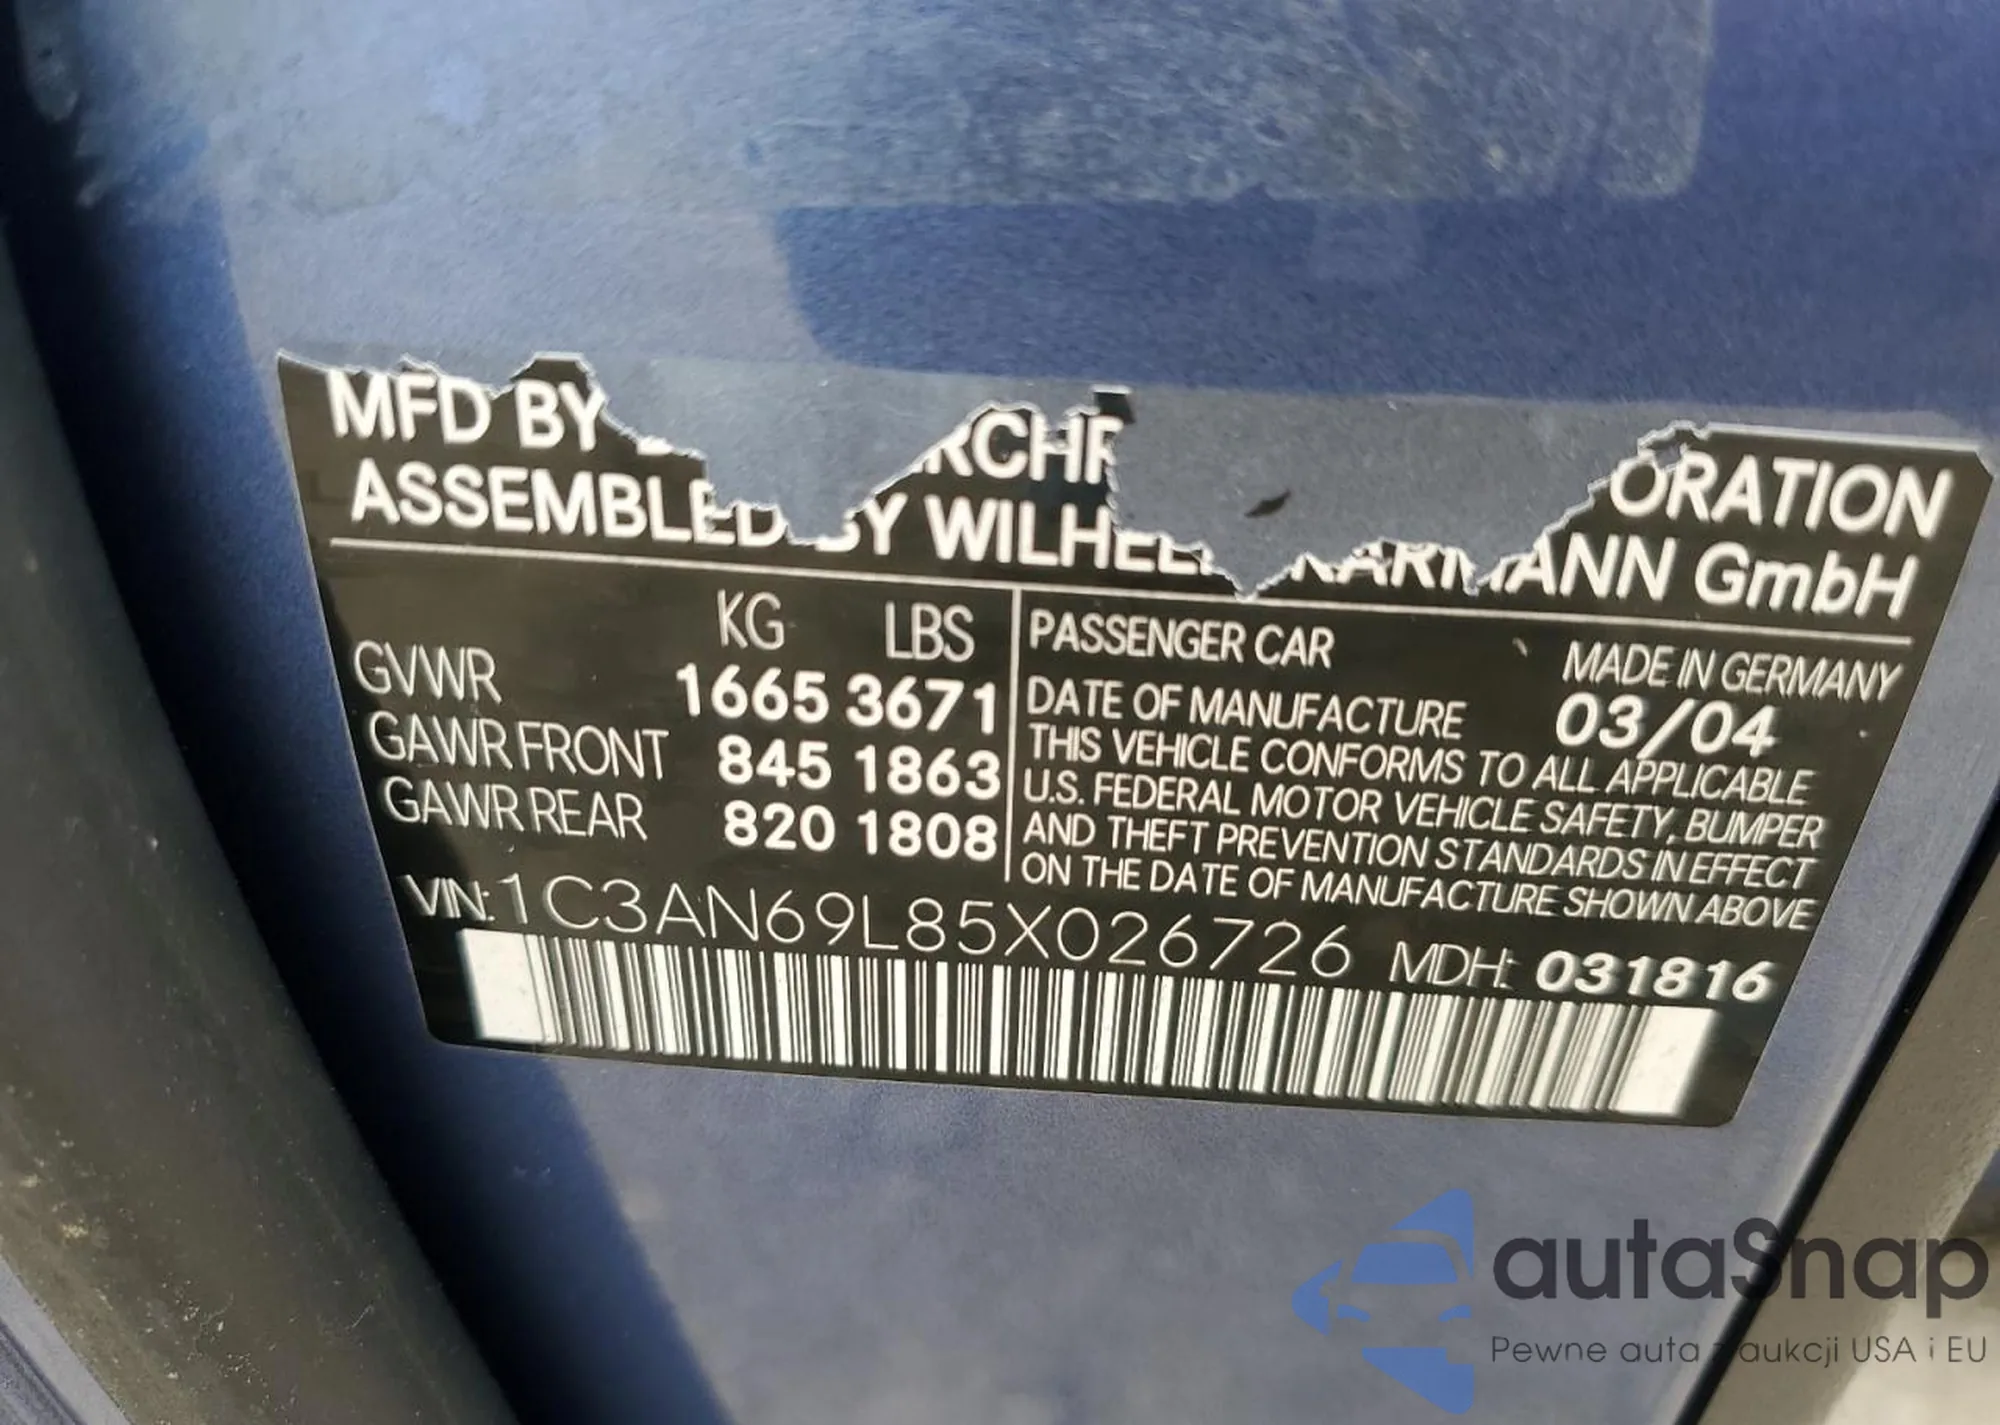 MFD BY
ASSEMBLED BY WILHELM KARMANN GmbH
KG LBS
GVWR 1665 3671
GAWR FRONT 845 1863
GAWR REAR 820 1808
PASSENGER CAR MADE IN GERMANY
DATE OF MANUFACTURE 03/04
THIS VEHICLE CONFORMS TO ALL APPLICABLE
U.S. FEDERAL MOTOR VEHICLE SAFETY, BUMPER
AND THEFT PREVENTION STANDARDS IN EFFECT
ON THE DATE OF MANUFACTURE SHOWN ABOVE
VIN: 1C3AN69L85X026726 MDH: 031816
autaSnap
Pewne auta z aukcji USA i EU